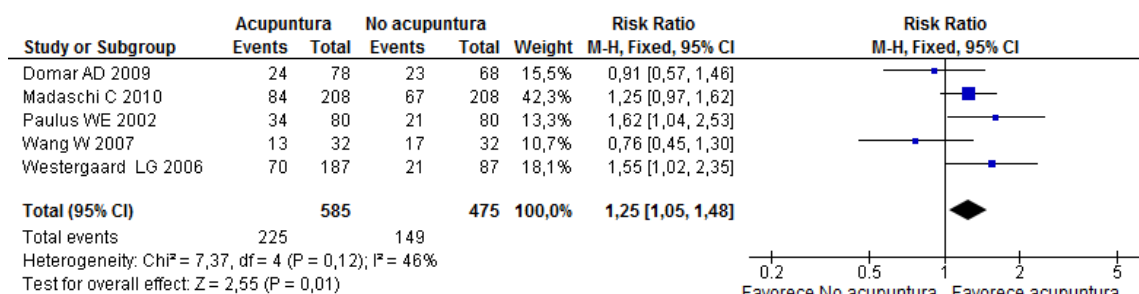 Acupuntura No acupuntura Risk Ratio Risk Ratio
Study or Subgroup Events Total Events Total Weight M-H, Fixed, 95% CI M-H, Fixed, 95% CI
Domar AD 2009 24 78 23 68 15,5% 0,91 [0,57, 1,46]
Madaschi C 2010 84 208 67 208 42,3% 1,25 [0,97, 1,62]
Paulus WE 2002 34 80 21 80 13,3% 1,62 [1,04, 2,53]
Wang W 2007 13 32 17 32 10,7% 0,76 [0,45, 1,30]
Westergaard LG 2006 70 187 21 87 18,1% 1,55 [1,02, 2,35]
Total (95% CI) 585 475 100,0% 1,25 [1,05, 1,48]
Total events 225 149
Heterogeneity: Chi² = 7,37, df = 4 (P = 0,12); I² = 46%
Test for overall effect: Z = 2,55 (P = 0,01)
0.2 0.5 1 2 5
Favorece No acupuntura Favorece acupuntura